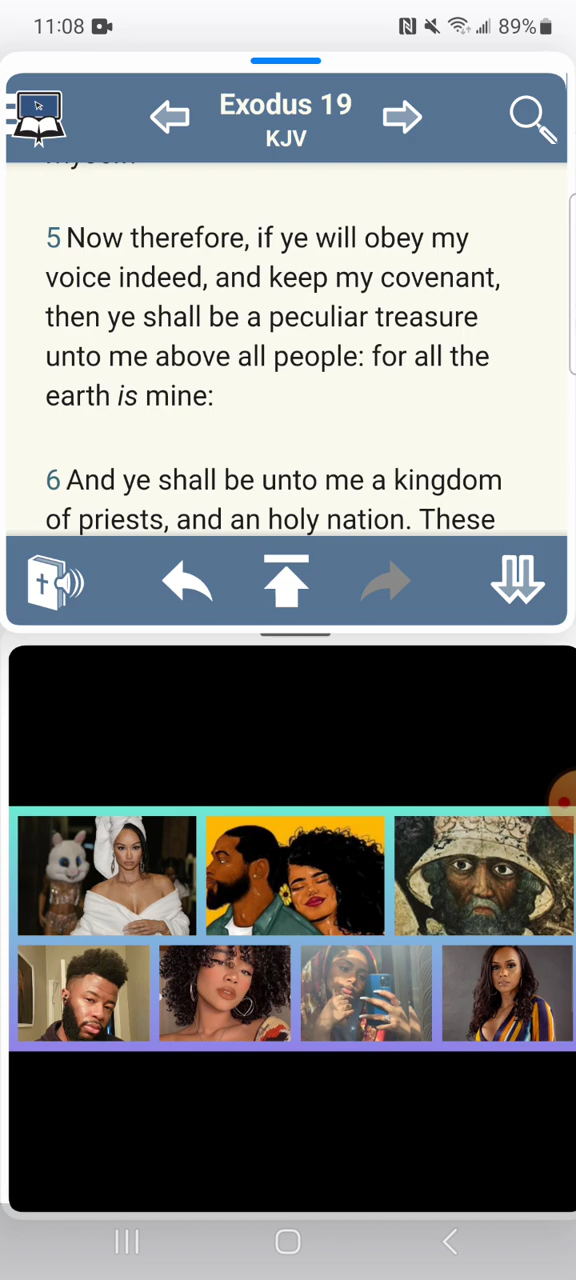 11:08
89%
Exodus 19
KJV
5 Now therefore, if ye will obey my
voice indeed, and keep my covenant,
then ye shall be a peculiar treasure
unto me above all people: for all the
earth is mine:
6 And ye shall be unto me a kingdom
of priests, and an holy nation. These